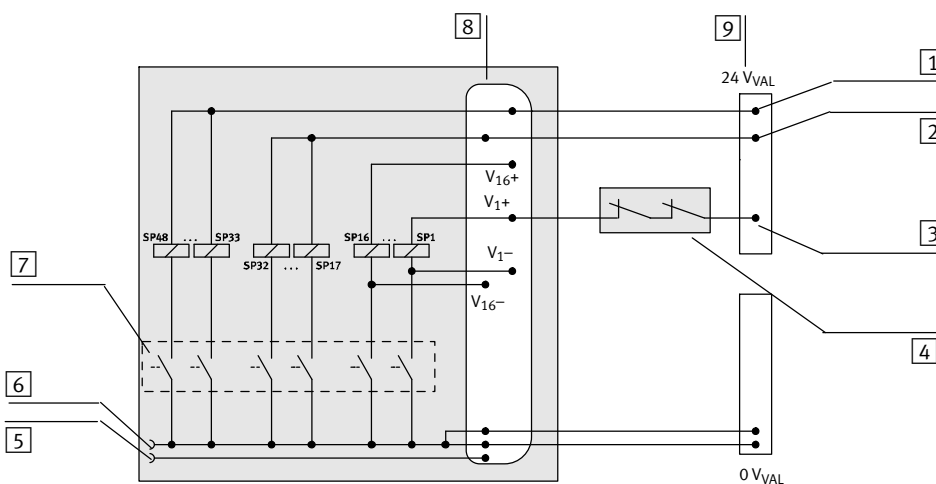 8
9
1
24 VVAL
2
V16+
V1+
SP48 ... SP33
SP16 ... SP1
3
SP32 ... SP17
V1–
7
V16–
4
6
5
0 VVAL